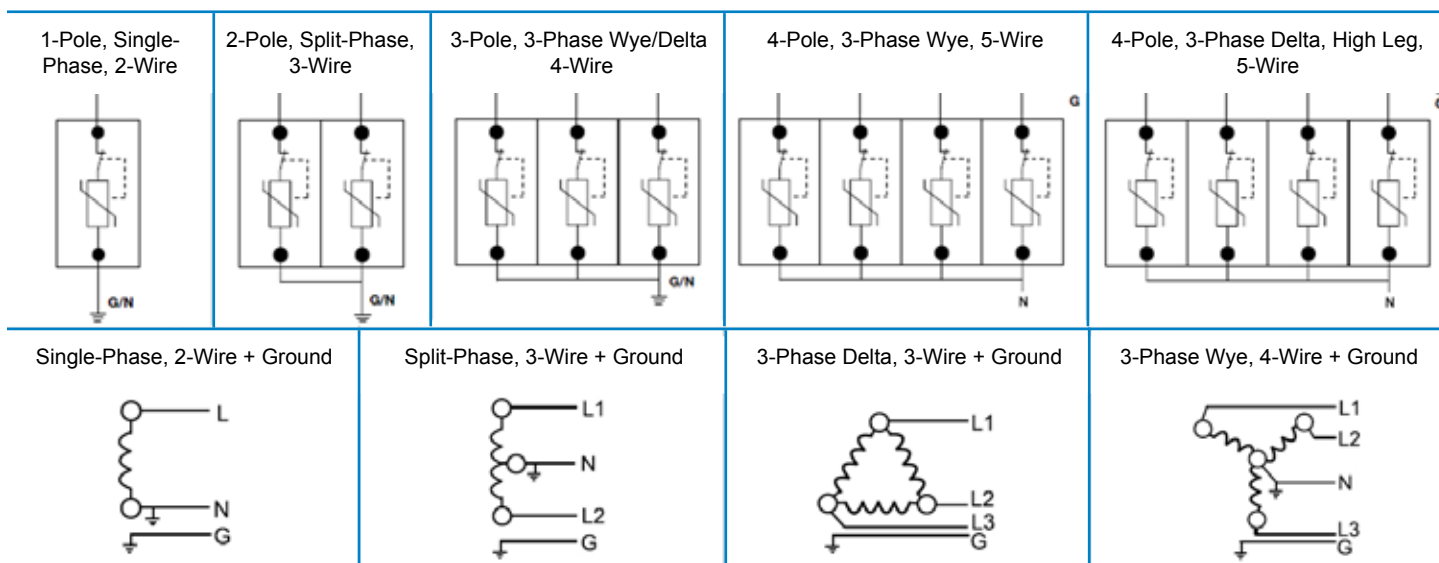 1-Pole, Single-
Phase, 2-Wire
2-Pole, Split-Phase,
3-Wire
3-Pole, 3-Phase Wye/Delta
4-Wire
4-Pole, 3-Phase Wye, 5-Wire
4-Pole, 3-Phase Delta, High Leg,
5-Wire
G
G/N
G/N
G/N
N
N
Single-Phase, 2-Wire + Ground
Split-Phase, 3-Wire + Ground
3-Phase Delta, 3-Wire + Ground
3-Phase Wye, 4-Wire + Ground
L
N
G
L1
N
L2
G
L1
L2
L3
G
L1
L2
N
L3
G